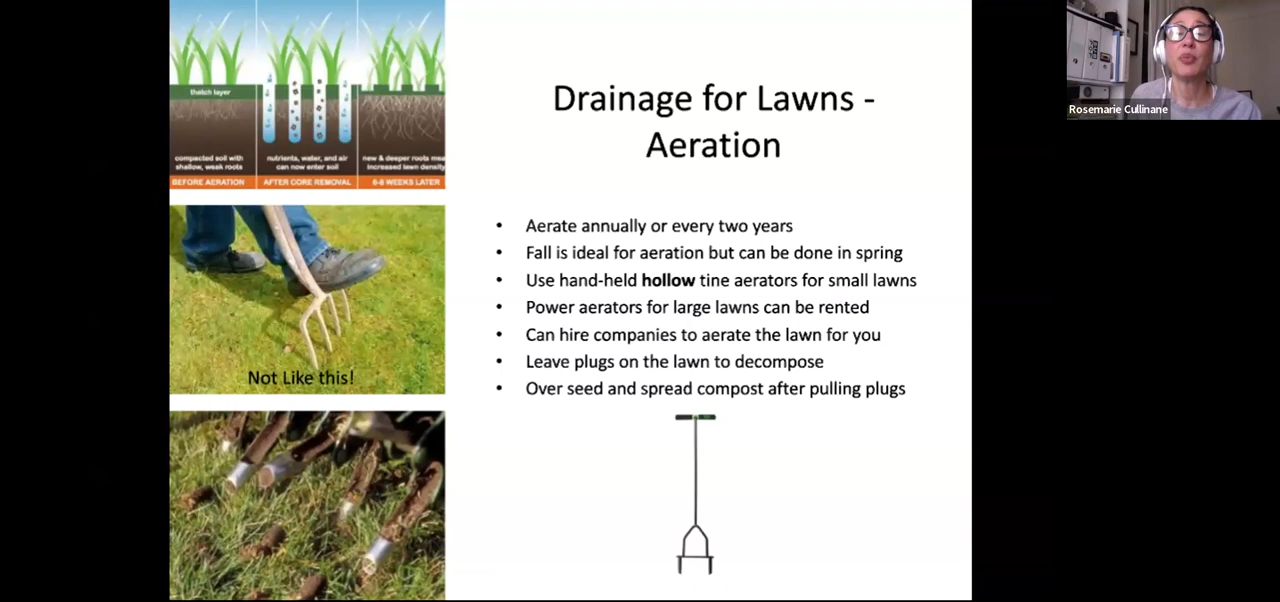 thatch layer
compacted soil with
shallow, weak roots
nutrients, water, and air
can now enter soil
new & deeper roots mea
increased lawn density
BEFORE AERATION
AFTER CORE REMOVAL
6-8 WEEKS LATER
Not Like this!
Drainage for Lawns -
Aeration
• Aerate annually or every two years
• Fall is ideal for aeration but can be done in spring
• Use hand-held hollow tine aerators for small lawns
• Power aerators for large lawns can be rented
• Can hire companies to aerate the lawn for you
• Leave plugs on the lawn to decompose
• Over seed and spread compost after pulling plugs
Rosemarie Cullinane